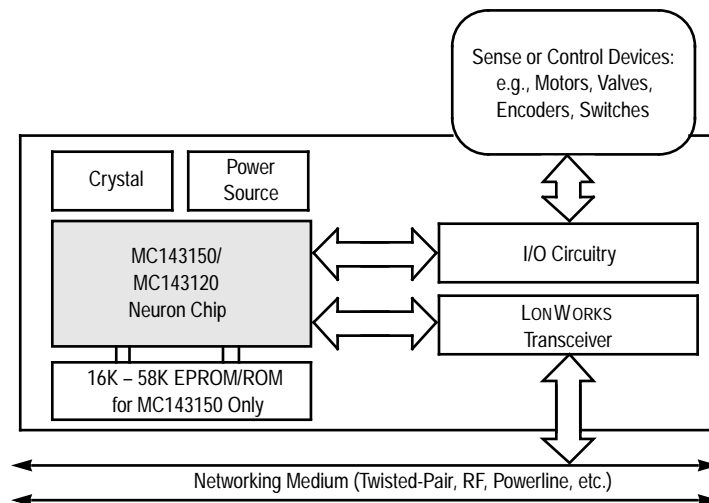 Sense or Control Devices:
e.g., Motors, Valves,
Encoders, Switches
Crystal
Power
Source
MC143150/
MC143120
Neuron Chip
I/O Circuitry
LONWORKS
Transceiver
16K – 58K EPROM/ROM
for MC143150 Only
Networking Medium (Twisted-Pair, RF, Powerline, etc.)